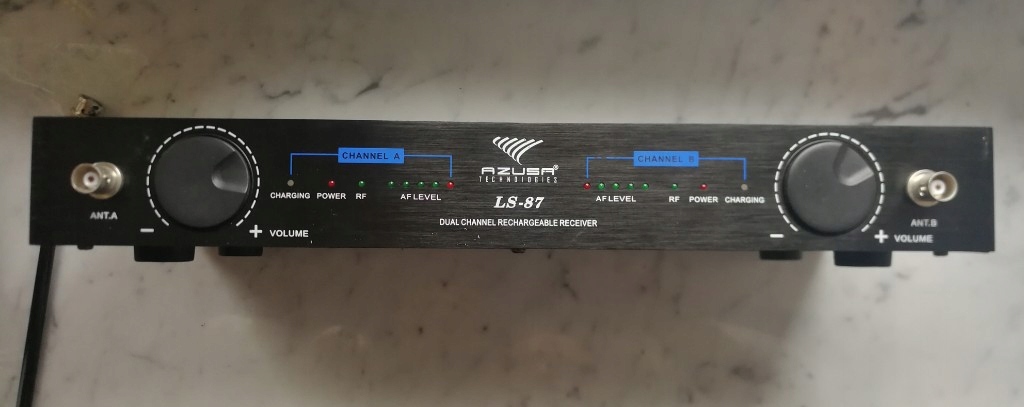 CHANNEL A
CHARGING POWER RF AF LEVEL
ANT.A
− + VOLUME
AZUSA®
TECHNOLOGIES
LS-87
DUAL CHANNEL RECHARGEABLE RECEIVER
CHANNEL B
AF LEVEL RF POWER CHARGING
ANT.B
− + VOLUME